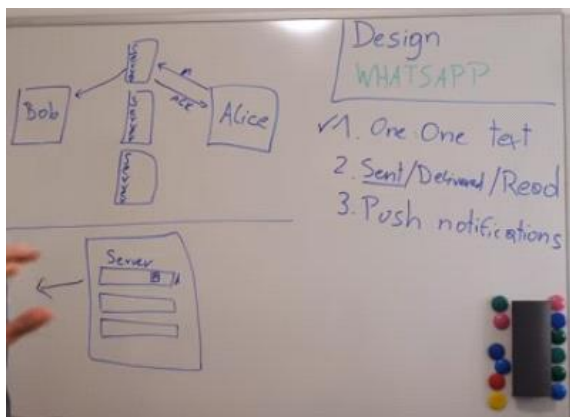 Design
WHATSAPP
✓1. One One text
2. Sent/Delivered/Read
3. Push notifications
Bob
Alice
ACK
Server